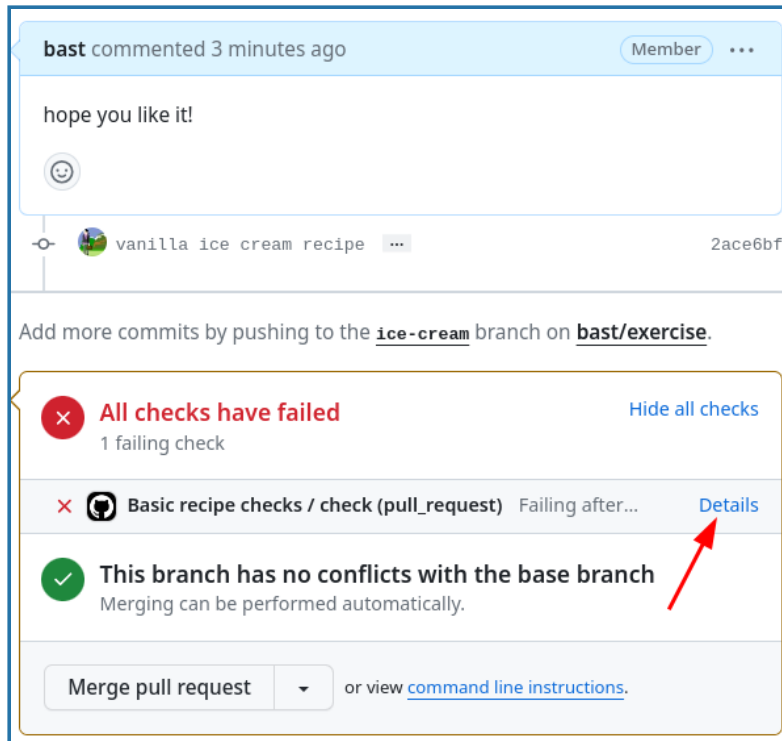 bast commented 3 minutes ago Member ...
hope you like it!
vanilla ice cream recipe ... 2ace6bf
Add more commits by pushing to the ice-cream branch on bast/exercise.
All checks have failed Hide all checks
1 failing check
Basic recipe checks / check (pull_request) Failing after... Details
This branch has no conflicts with the base branch
Merging can be performed automatically.
Merge pull request or view command line instructions.